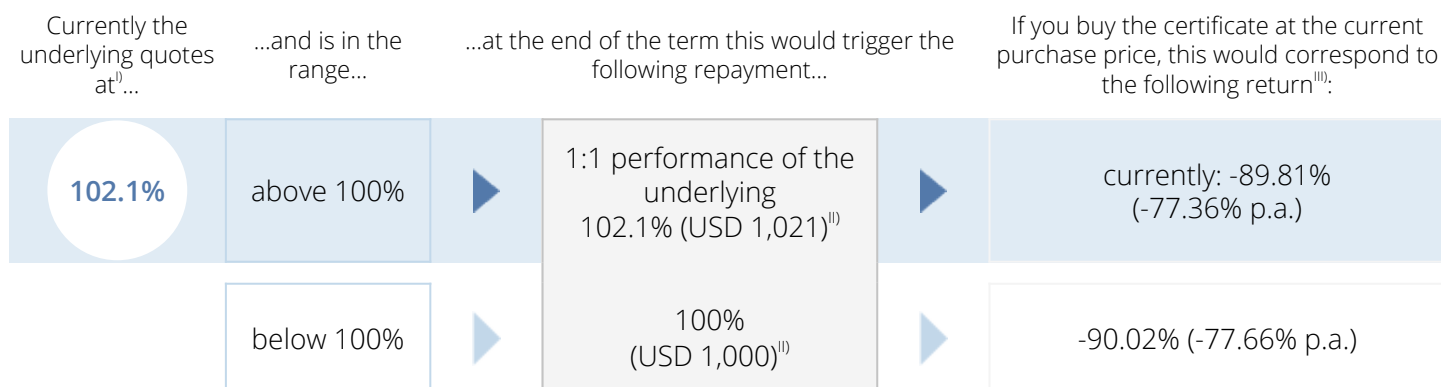 Currently the
underlying quotes
at^I)...
...and is in the
range...
...at the end of the term this would trigger the
following repayment...
If you buy the certificate at the current
purchase price, this would correspond to
the following return^III):
102.1%
above 100%
1:1 performance of the
underlying
102.1% (USD 1,021)^II)
currently: -89.81%
(-77.36% p.a.)
below 100%
100%
(USD 1,000)^II)
-90.02% (-77.66% p.a.)